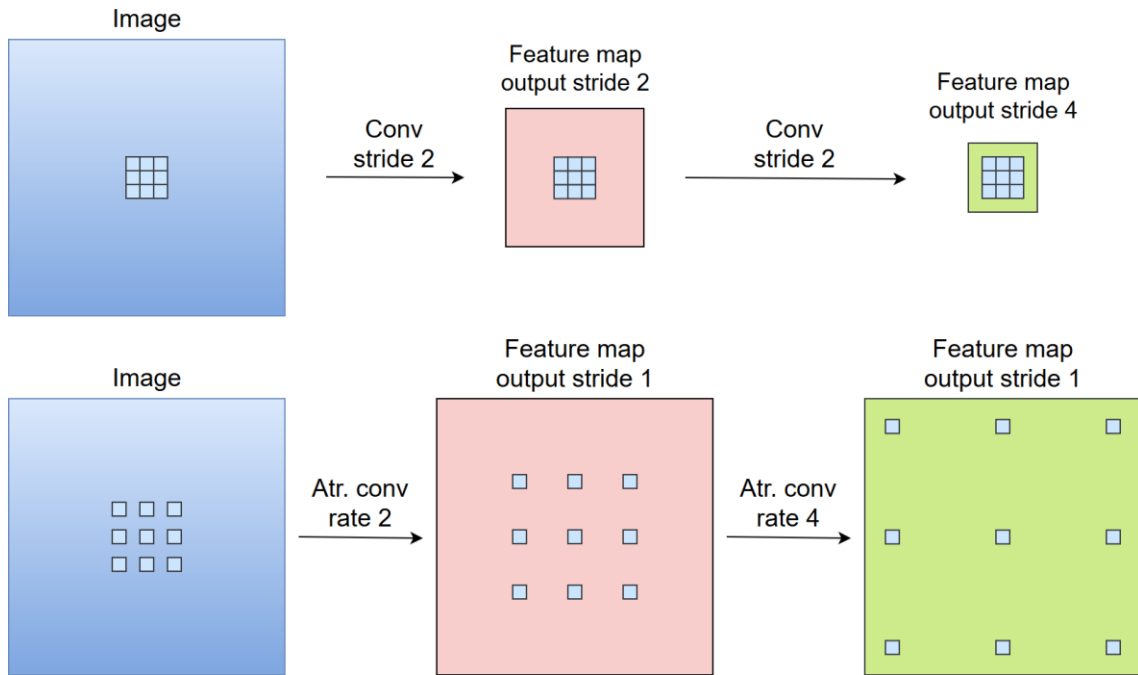 Image
Feature map
output stride 2
Feature map
output stride 4
Conv
stride 2
Conv
stride 2
Image
Feature map
output stride 1
Feature map
output stride 1
Atr. conv
rate 2
Atr. conv
rate 4